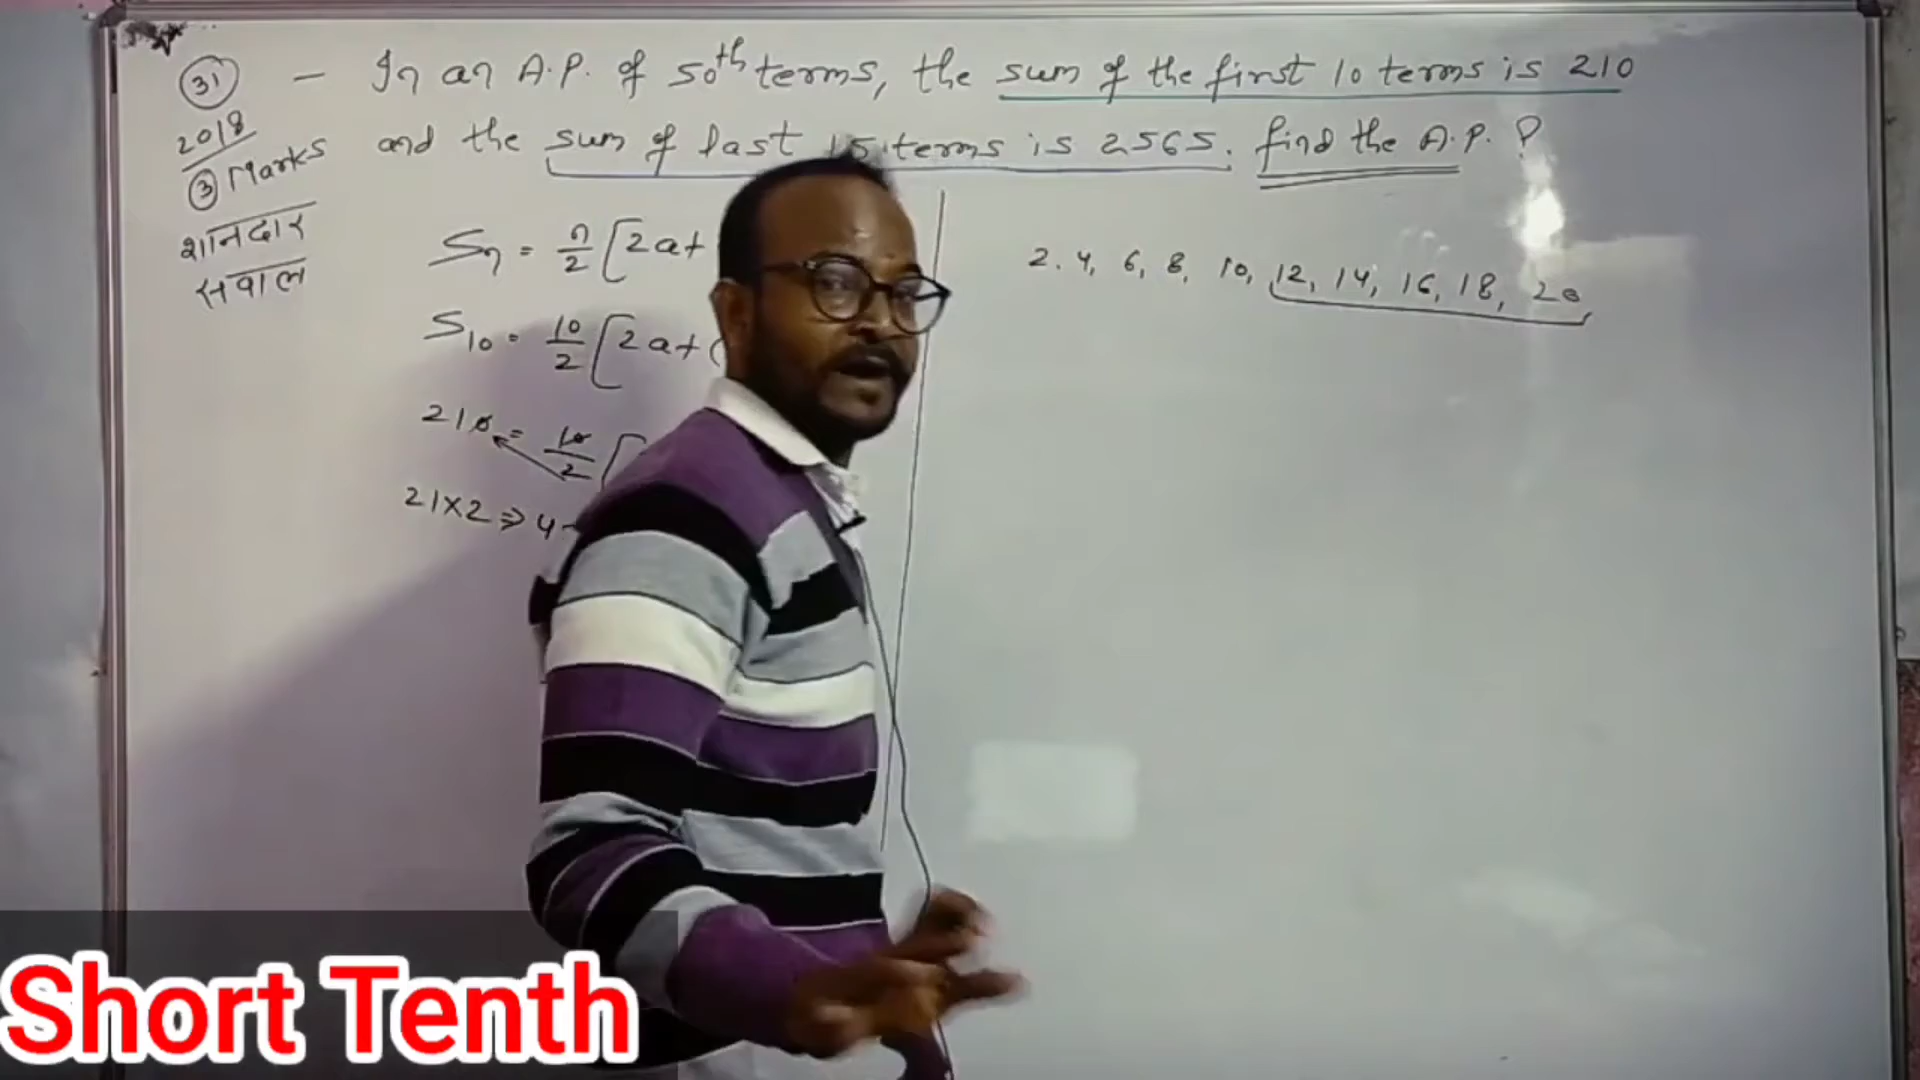 31 - In an A.P. of 50th terms, the sum of the first 10 terms is 210
and the sum of last 15 terms is 2565. find the A.P. ?
2018
3 Marks
शानदार
सवाल
Sn = n/2 [2a+
S10 = 10/2 [2a+(
210 = 10/2 [
21×2 ⇒ 4
2. 4, 6, 8, 10, 12, 14, 16, 18, 20
Short Tenth